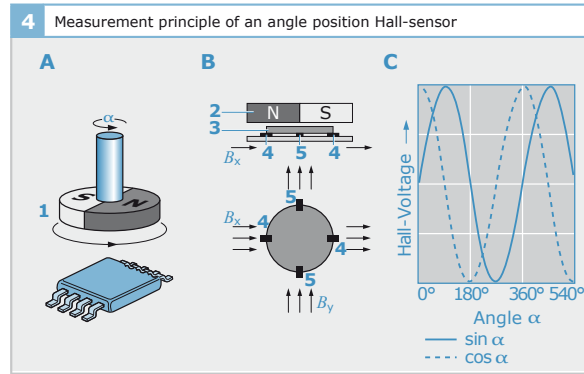 4 Measurement principle of an angle position Hall-sensor
A
α
S N
1
B
2 N S
3
Bx 4 5 4
5
Bx 4
4
5
By
C
Hall-Voltage
0° 180° 360° 540°
Angle α
sin α
cos α